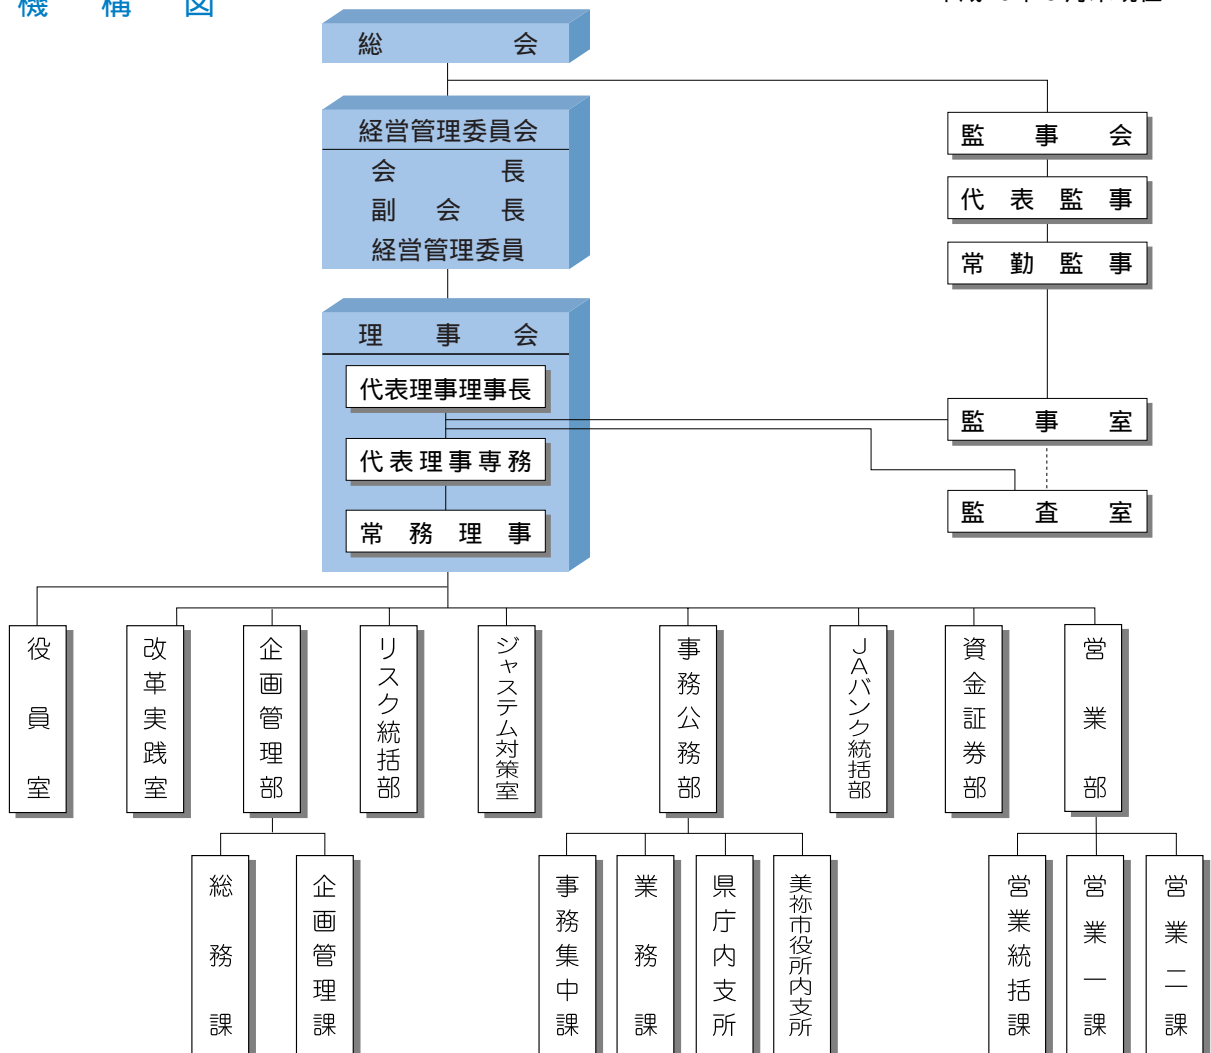 機構図
総会
経営管理委員会
会長
副会長
経営管理委員
理事会
代表理事理事長
代表理事専務
常務理事
監事会
代表監事
常勤監事
監事室
監査室
役員室
改革実践室
企画管理部
リスク統括部
ジャステム対策室
事務公務部
JAバンク統括部
資金証券部
営業部
総務課
企画管理課
事務集中課
業務課
県庁内支所
美祢市役所内支所
営業統括課
営業一課
営業二課